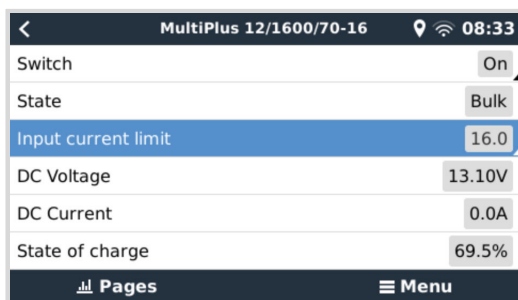 MultiPlus 12/1600/70-16 08:33
Switch On
State Bulk
Input current limit 16.0
DC Voltage 13.10V
DC Current 0.0A
State of charge 69.5%
Pages Menu